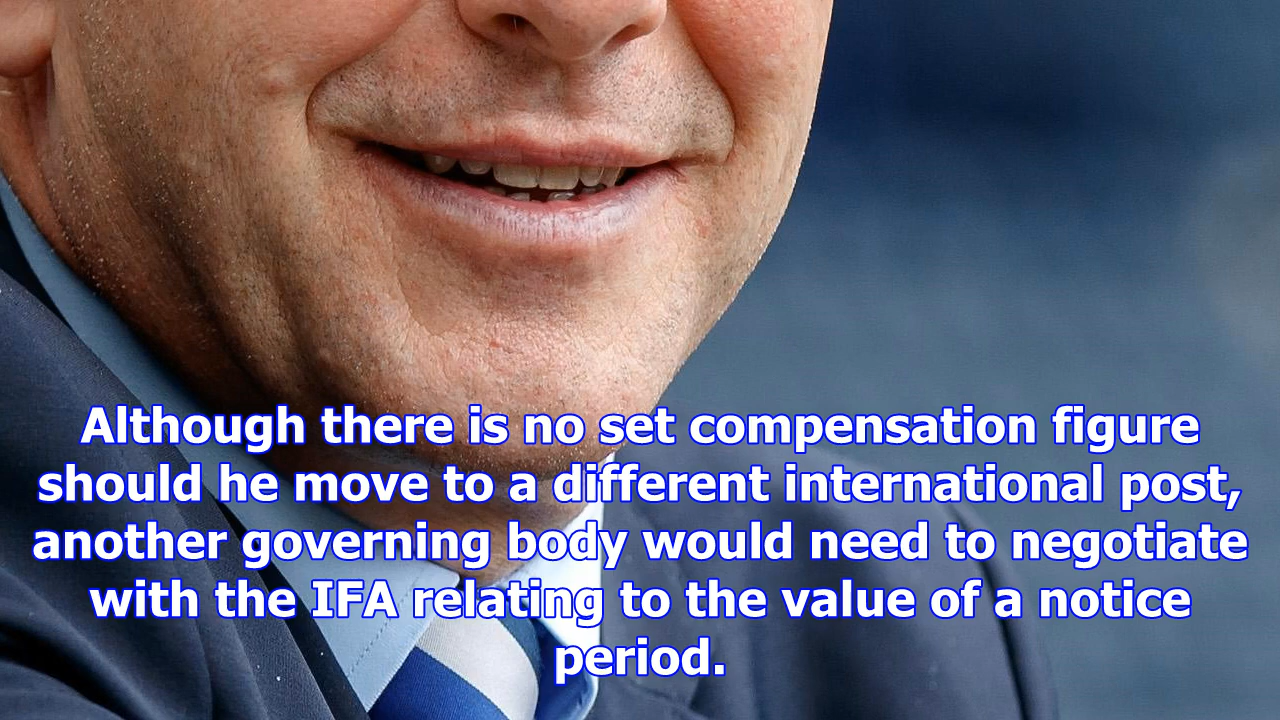 Although there is no set compensation figure
should he move to a different international post,
another governing body would need to negotiate
with the IFA relating to the value of a notice
period.